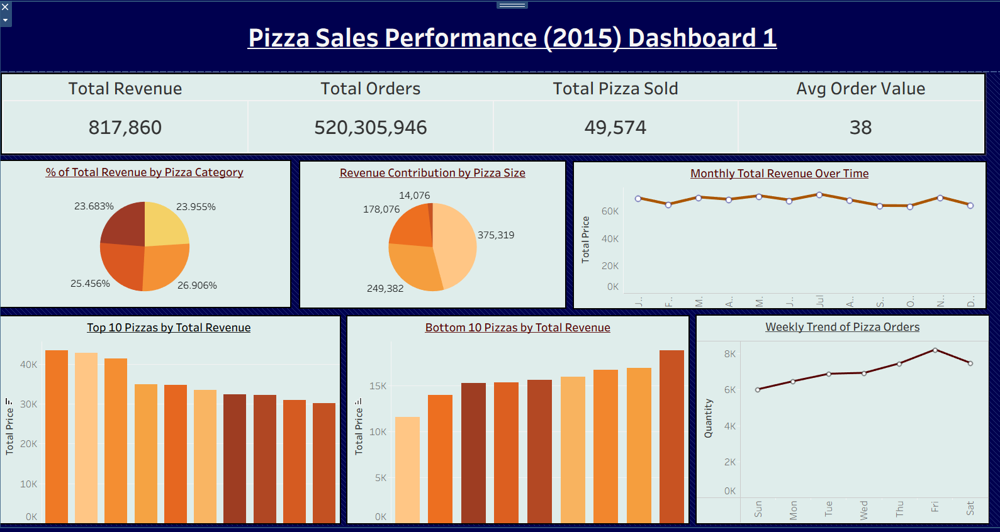 Pizza Sales Performance (2015) Dashboard 1
Total Revenue
Total Orders
Total Pizza Sold
Avg Order Value
817,860
520,305,946
49,574
38
% of Total Revenue by Pizza Category
23.683%
23.955%
25.456%
26.906%
Revenue Contribution by Pizza Size
14,076
178,076
375,319
249,382
Monthly Total Revenue Over Time
Total Price
60K
40K
20K
0K
J..
F..
M..
A..
M..
J..
Jul
A..
S..
O..
N..
D..
Top 10 Pizzas by Total Revenue
Total Price
40K
30K
20K
10K
0K
Bottom 10 Pizzas by Total Revenue
Total Price
15K
10K
5K
0K
Weekly Trend of Pizza Orders
Quantity
8K
6K
4K
2K
0K
Sun
Mon
Tue
Wed
Thu
Fri
Sat